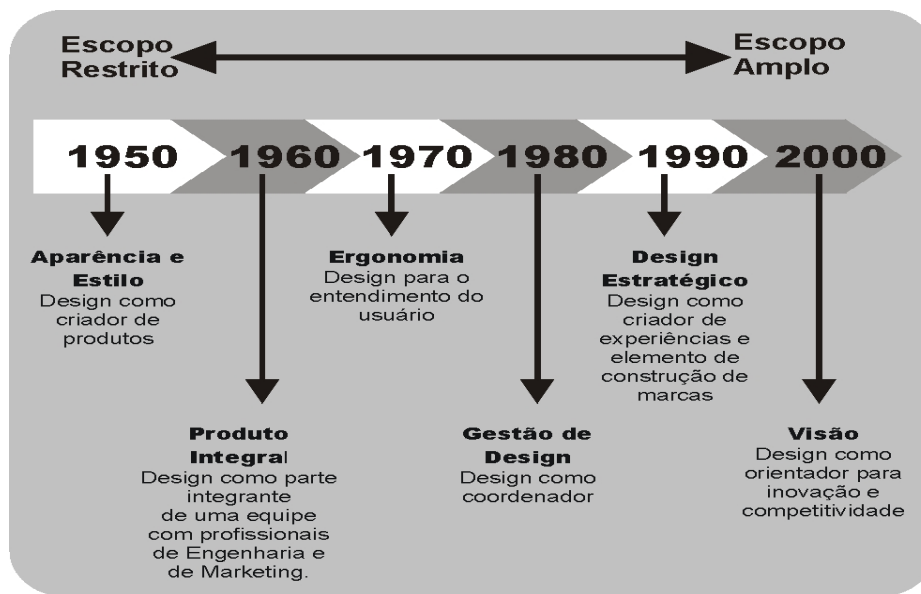 Escopo
Restrito
Escopo
Amplo
1950
1960
1970
1980
1990
2000
Aparência e
Estilo
Design como
criador de
produtos
Produto
Integral
Design como parte
integrante
de uma equipe
com profissionais
de Engenharia e
de Marketing.
Ergonomia
Design para o
entendimento do
usuário
Gestão de
Design
Design como
coordenador
Design
Estratégico
Design como
criador de
experiências e
elemento de
construção de
marcas
Visão
Design como
orientador para
inovação e
competitividade